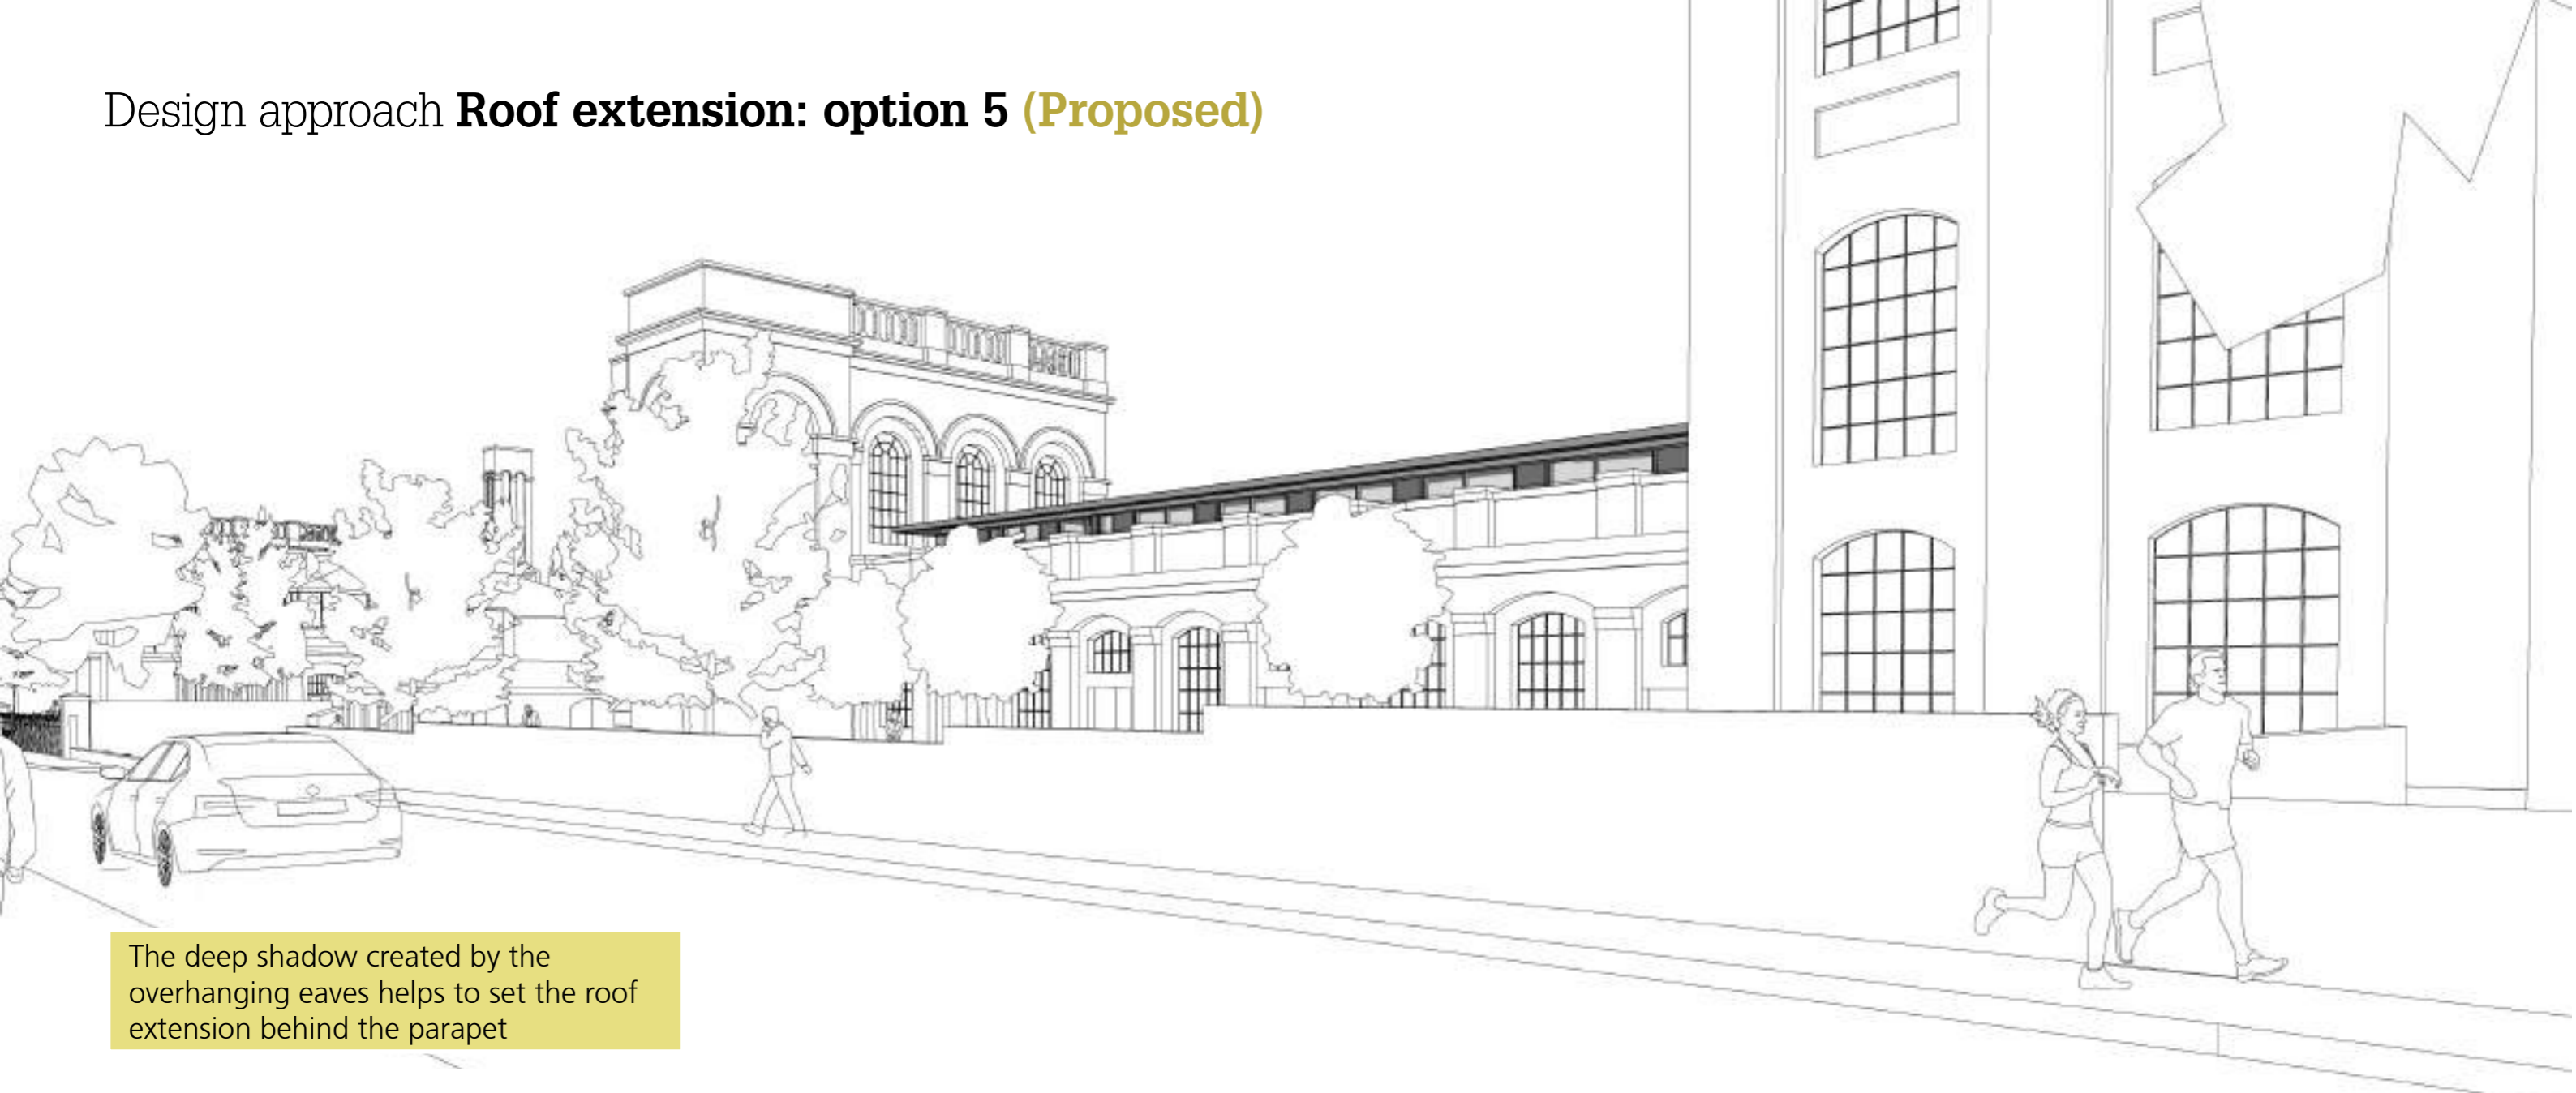 Design approach Roof extension: option 5 (Proposed)
The deep shadow created by the
overhanging eaves helps to set the roof
extension behind the parapet